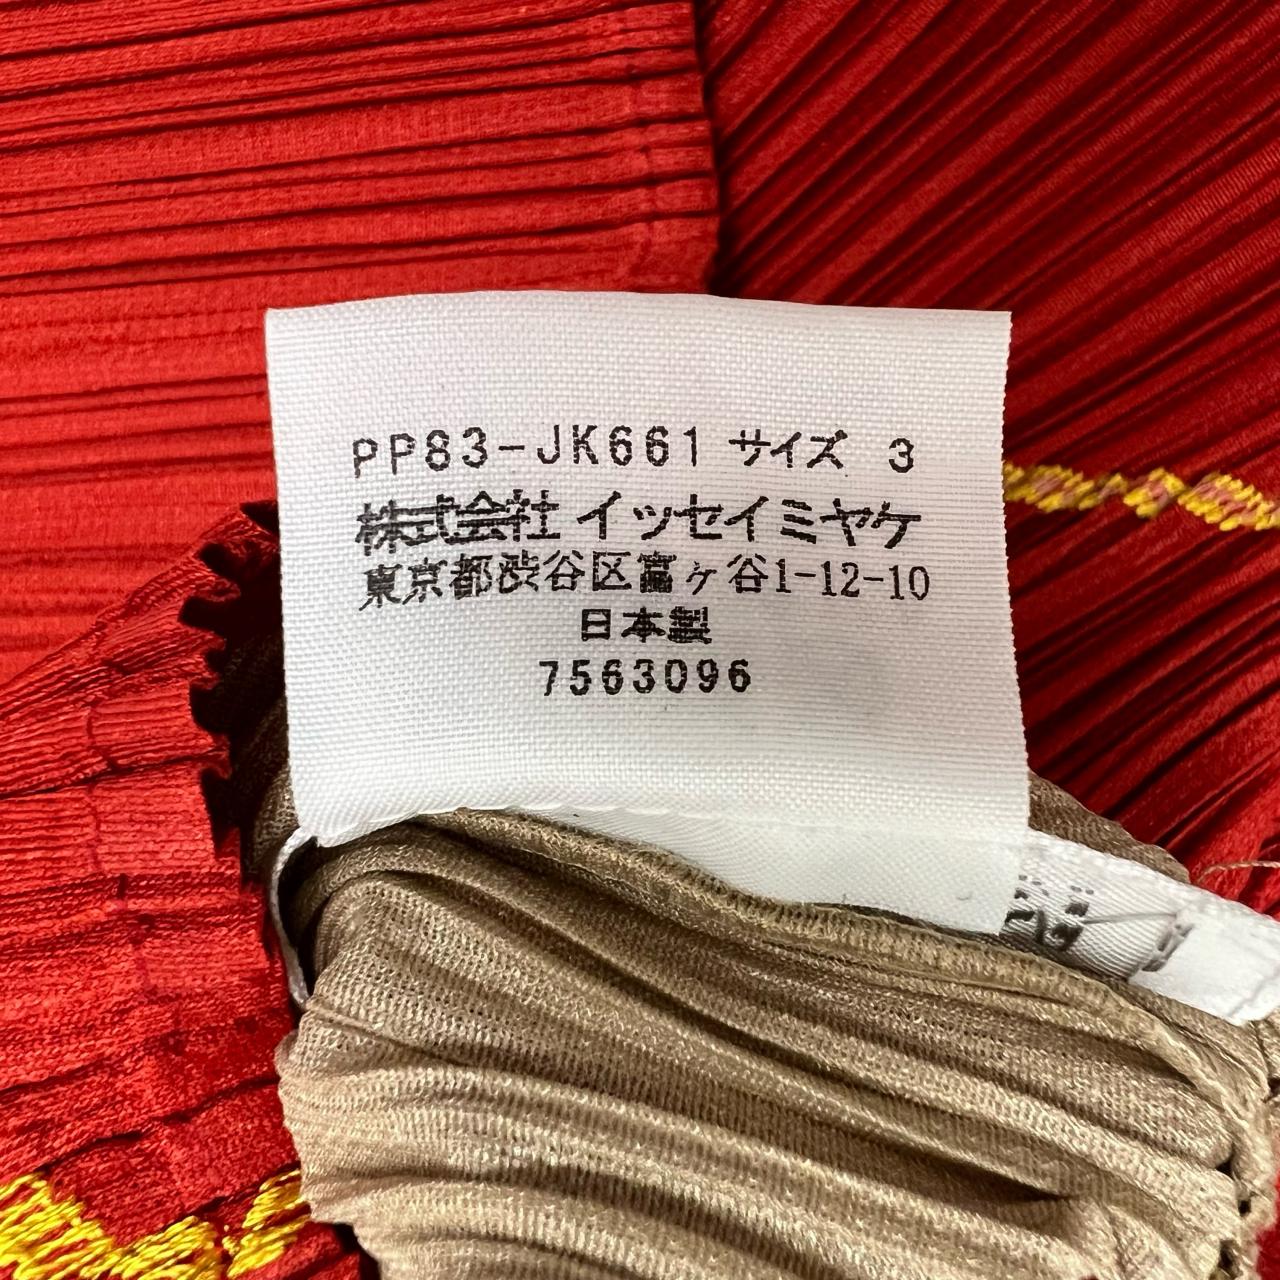 PP83-JK661 サイズ 3
株式会社 イッセイミヤケ
東京都渋谷区富ヶ谷1-12-10
日本製
7563096